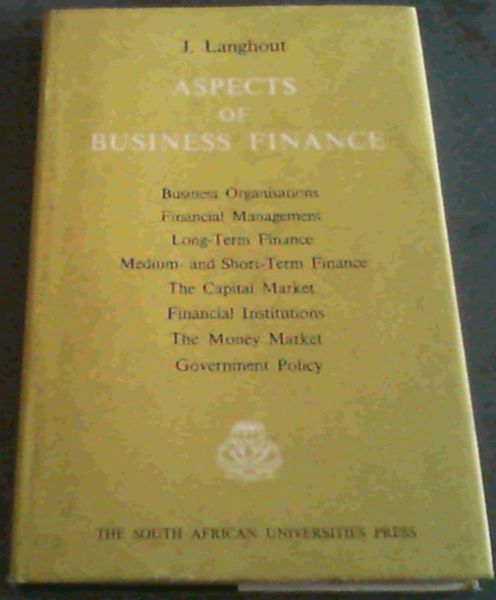 J. Langhout
ASPECTS
OF
BUSINESS FINANCE
Business Organisations
Financial Management
Long-Term Finance
Medium- and Short-Term Finance
The Capital Market
Financial Institutions
The Money Market
Government Policy
THE SOUTH AFRICAN UNIVERSITIES PRESS